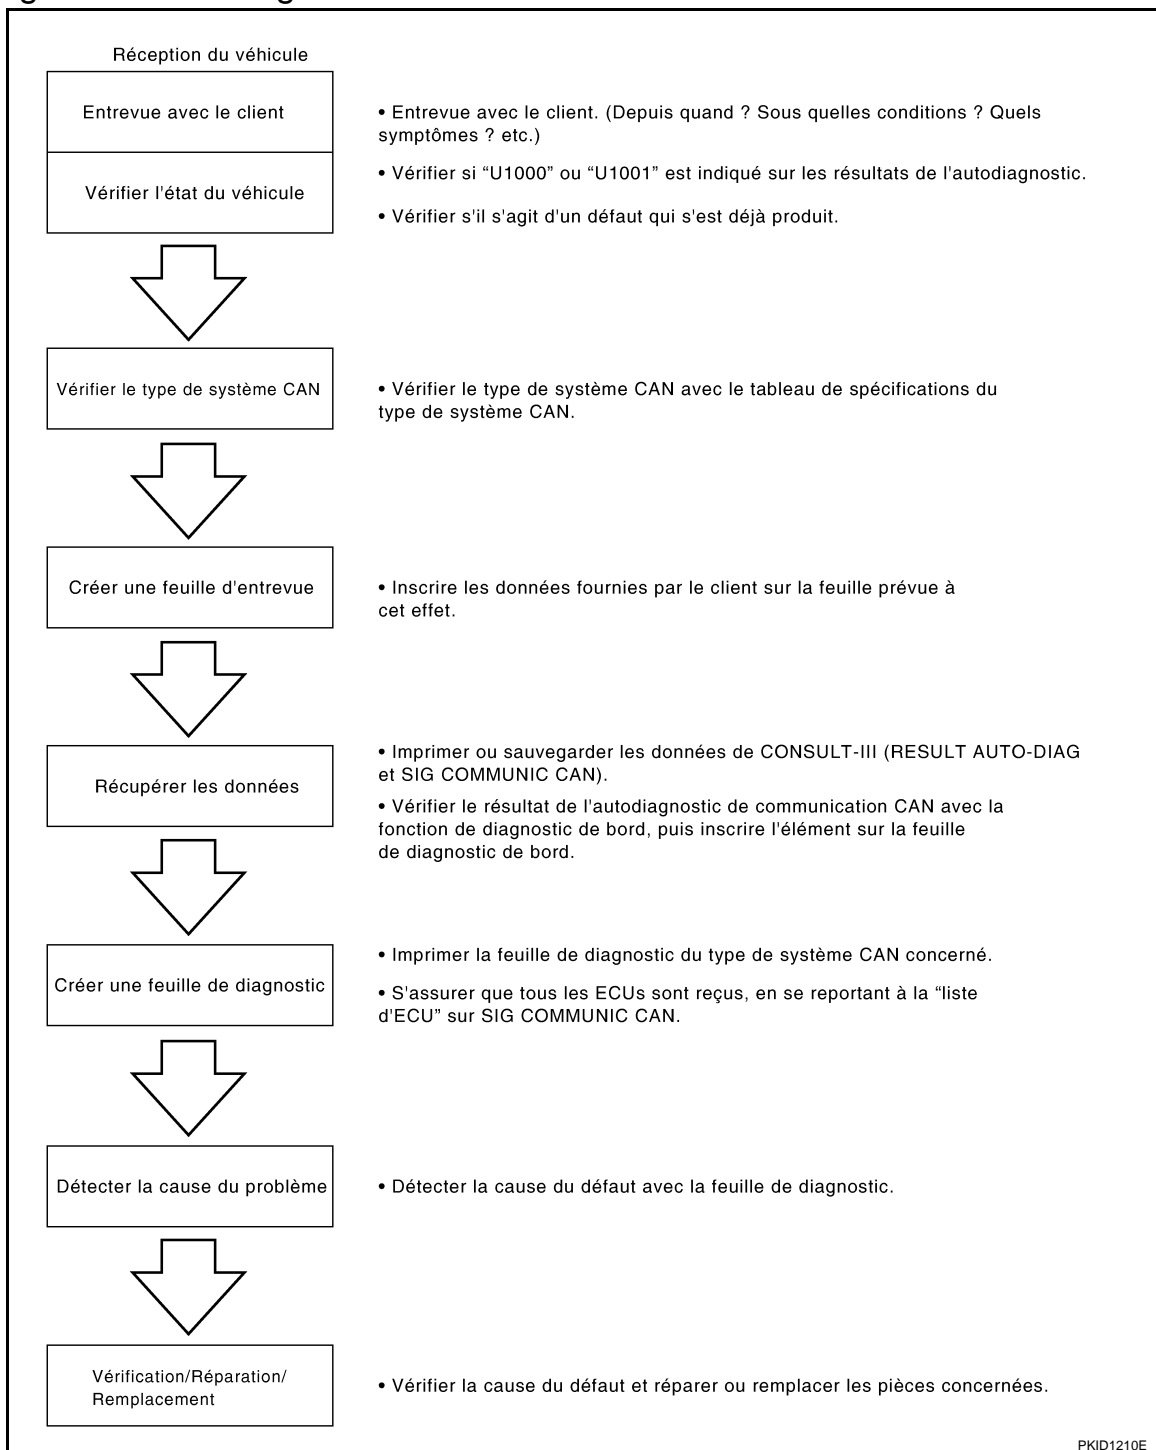 Réception du véhicule
Entrevue avec le client
• Entrevue avec le client. (Depuis quand ? Sous quelles conditions ? Quels
symptômes ? etc.)
Vérifier l'état du véhicule
• Vérifier si “U1000” ou “U1001” est indiqué sur les résultats de l'autodiagnostic.
• Vérifier s'il s'agit d'un défaut qui s'est déjà produit.
Vérifier le type de système CAN
• Vérifier le type de système CAN avec le tableau de spécifications du
type de système CAN.
Créer une feuille d'entrevue
• Inscrire les données fournies par le client sur la feuille prévue à
cet effet.
Récupérer les données
• Imprimer ou sauvegarder les données de CONSULT-III (RESULT AUTO-DIAG
et SIG COMMUNIC CAN).
• Vérifier le résultat de l'autodiagnostic de communication CAN avec la
fonction de diagnostic de bord, puis inscrire l'élément sur la feuille
de diagnostic de bord.
Créer une feuille de diagnostic
• Imprimer la feuille de diagnostic du type de système CAN concerné.
• S'assurer que tous les ECUs sont reçus, en se reportant à la “liste
d'ECU” sur SIG COMMUNIC CAN.
Détecter la cause du problème
• Détecter la cause du défaut avec la feuille de diagnostic.
Vérification/Réparation/
Remplacement
• Vérifier la cause du défaut et réparer ou remplacer les pièces concernées.
PKID1210E